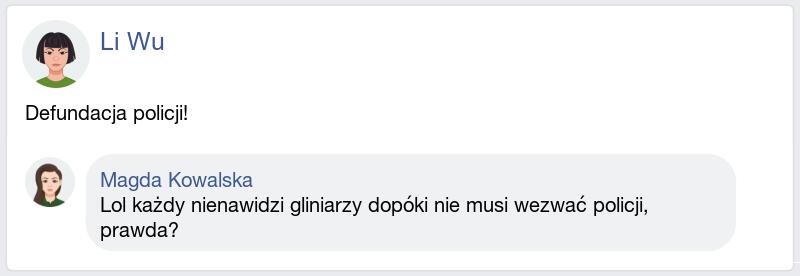 Li Wu
Defundacja policji!
Magda Kowalska
Lol każdy nienawidzi gliniarzy dopóki nie musi wezwać policji,
prawda?